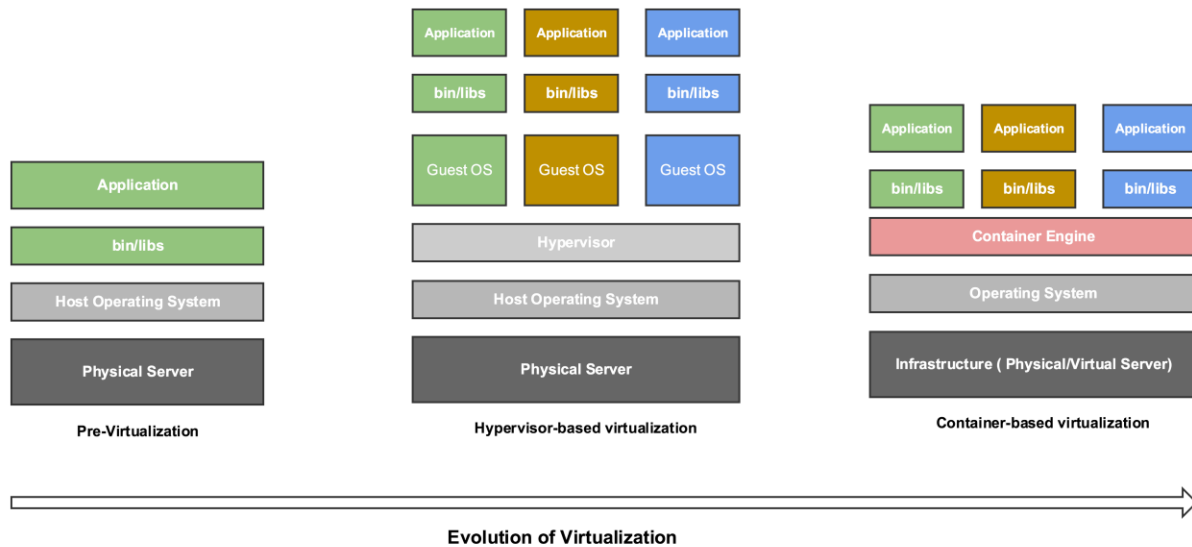 Application
bin/libs
Host Operating System
Physical Server
Pre-Virtualization
Application Application Application
bin/libs bin/libs bin/libs
Guest OS Guest OS Guest OS
Hypervisor
Host Operating System
Physical Server
Hypervisor-based virtualization
Application Application Application
bin/libs bin/libs bin/libs
Container Engine
Operating System
Infrastructure ( Physical/Virtual Server)
Container-based virtualization
Evolution of Virtualization